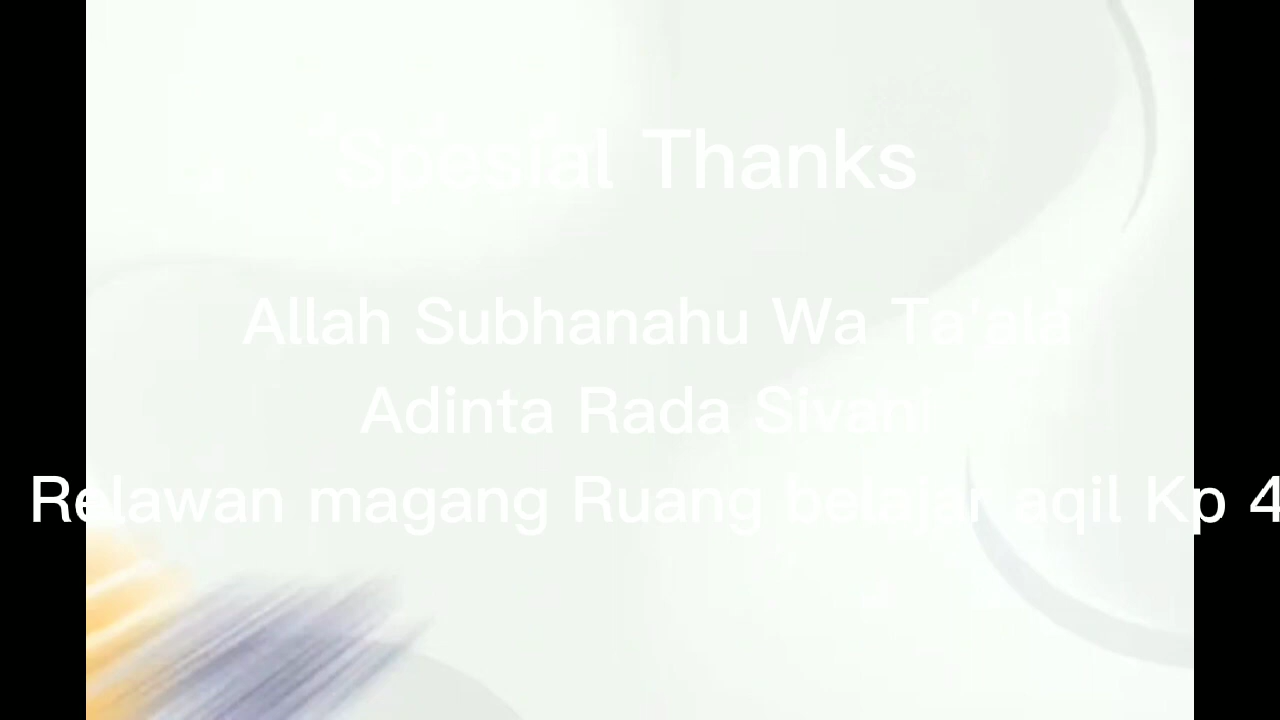 Spesial Thanks
Allah Subhanahu Wa Ta'ala
Adinta Rada Sivani
Relawan magang Ruang belajar aqil Kp 4